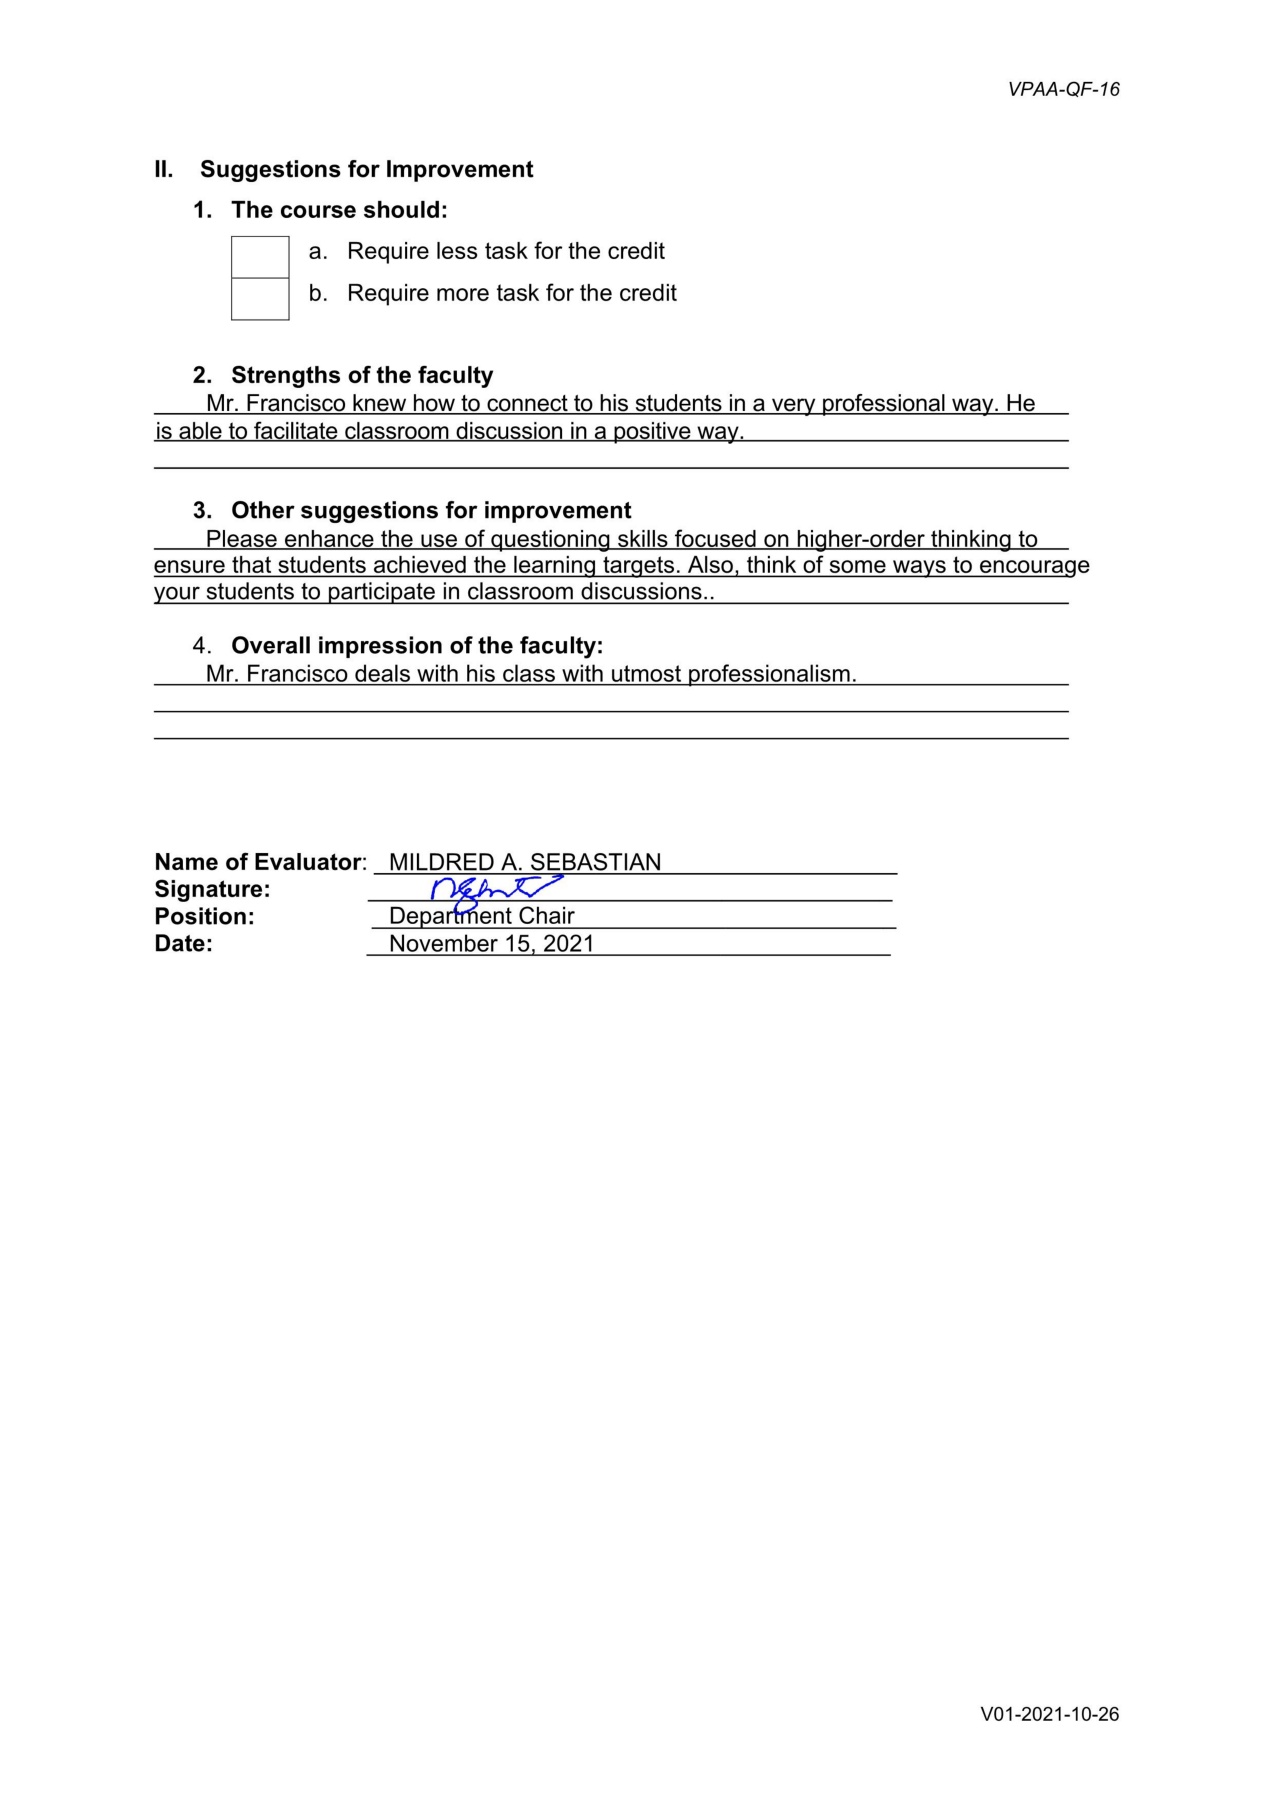 VPAA-QF-16
II. Suggestions for Improvement
1. The course should:
a. Require less task for the credit
b. Require more task for the credit
2. Strengths of the faculty
Mr. Francisco knew how to connect to his students in a very professional way. He
is able to facilitate classroom discussion in a positive way.
3. Other suggestions for improvement
Please enhance the use of questioning skills focused on higher-order thinking to
ensure that students achieved the learning targets. Also, think of some ways to encourage
your students to participate in classroom discussions..
4. Overall impression of the faculty:
Mr. Francisco deals with his class with utmost professionalism.
Name of Evaluator: MILDRED A. SEBASTIAN
Signature:
Position: Department Chair
Date: November 15, 2021
V01-2021-10-26